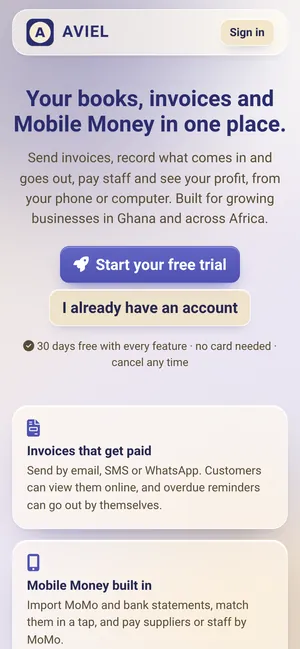 A AVIEL
Sign in
Your books, invoices and
Mobile Money in one place.
Send invoices, record what comes in and
goes out, pay staff and see your profit, from
your phone or computer. Built for growing
businesses in Ghana and across Africa.
Start your free trial
I already have an account
30 days free with every feature · no card needed ·
cancel any time
Invoices that get paid
Send by email, SMS or WhatsApp. Customers
can view them online, and overdue reminders
can go out by themselves.
Mobile Money built in
Import MoMo and bank statements, match
them in a tap, and pay suppliers or staff by
MoMo.